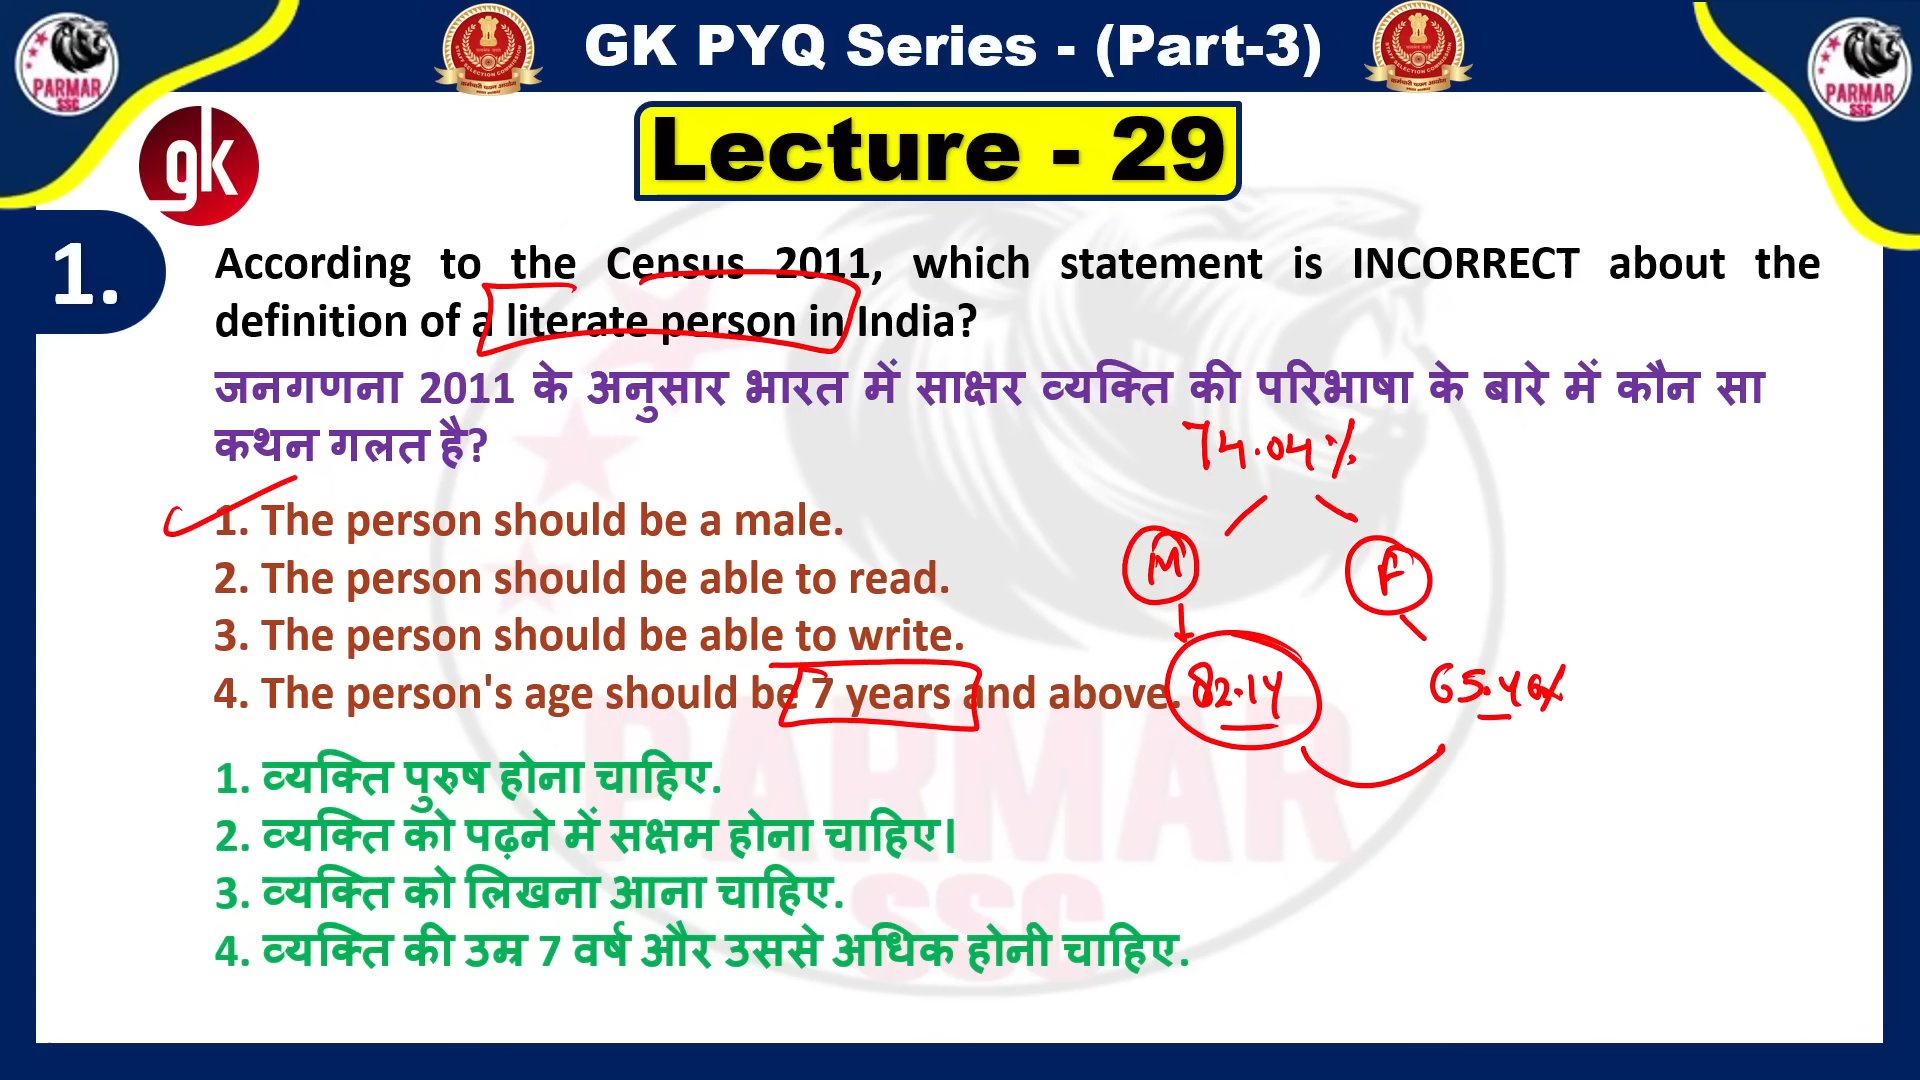 GK PYQ Series - (Part-3)
PARMAR
SSC
PARMAR
SSC
gk
Lecture - 29
1.
According to the Census 2011, which statement is INCORRECT about the
definition of a literate person in India?
जनगणना 2011 के अनुसार भारत में साक्षर व्यक्ति की परिभाषा के बारे में कौन सा
कथन गलत है?
74.04%
1. The person should be a male.
2. The person should be able to read.
M F
3. The person should be able to write.
4. The person's age should be 7 years and above.
82.14 65.46%
1. व्यक्ति पुरुष होना चाहिए.
2. व्यक्ति को पढ़ने में सक्षम होना चाहिए।
3. व्यक्ति को लिखना आना चाहिए.
4. व्यक्ति की उम्र 7 वर्ष और उससे अधिक होनी चाहिए.
PARMAR
SSC